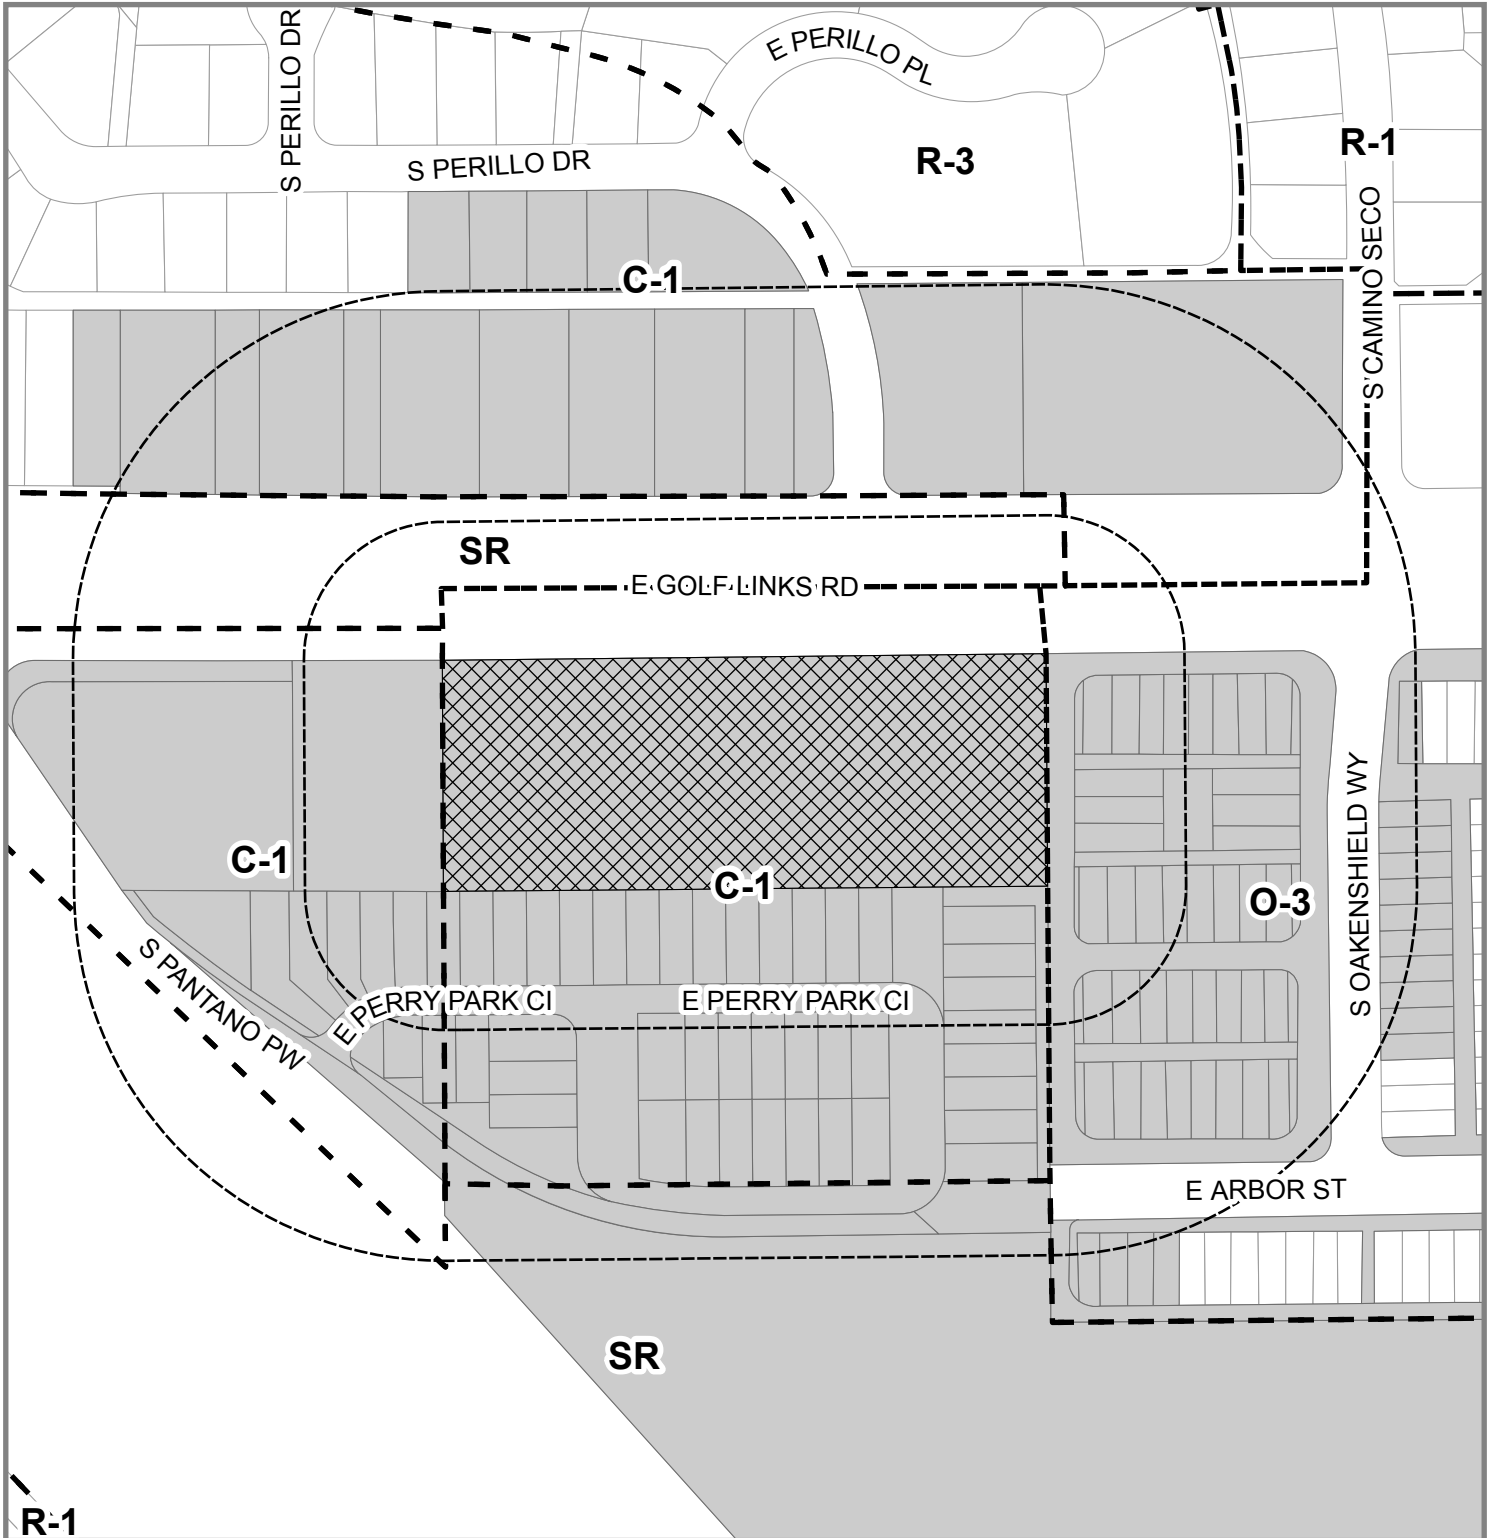 S PERILLO DR
E PERILLO PL
S PERILLO DR
R-3
R-1
S CAMINO SECO
C-1
SR
E GOLF LINKS RD
C-1
C-1
O-3
S OAKENSHIELD WY
S PANTANO PW
E PERRY PARK CI
E PERRY PARK CI
E ARBOR ST
SR
R-1